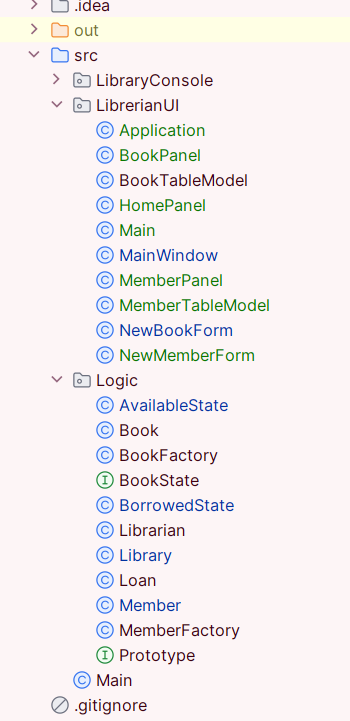 .idea
out
src
LibraryConsole
LibrerianUI
C Application
C BookPanel
C BookTableModel
C HomePanel
C Main
C MainWindow
C MemberPanel
C MemberTableModel
C NewBookForm
C NewMemberForm
Logic
C AvailableState
C Book
C BookFactory
I BookState
C BorrowedState
C Librarian
C Library
C Loan
C Member
C MemberFactory
I Prototype
C Main
.gitignore